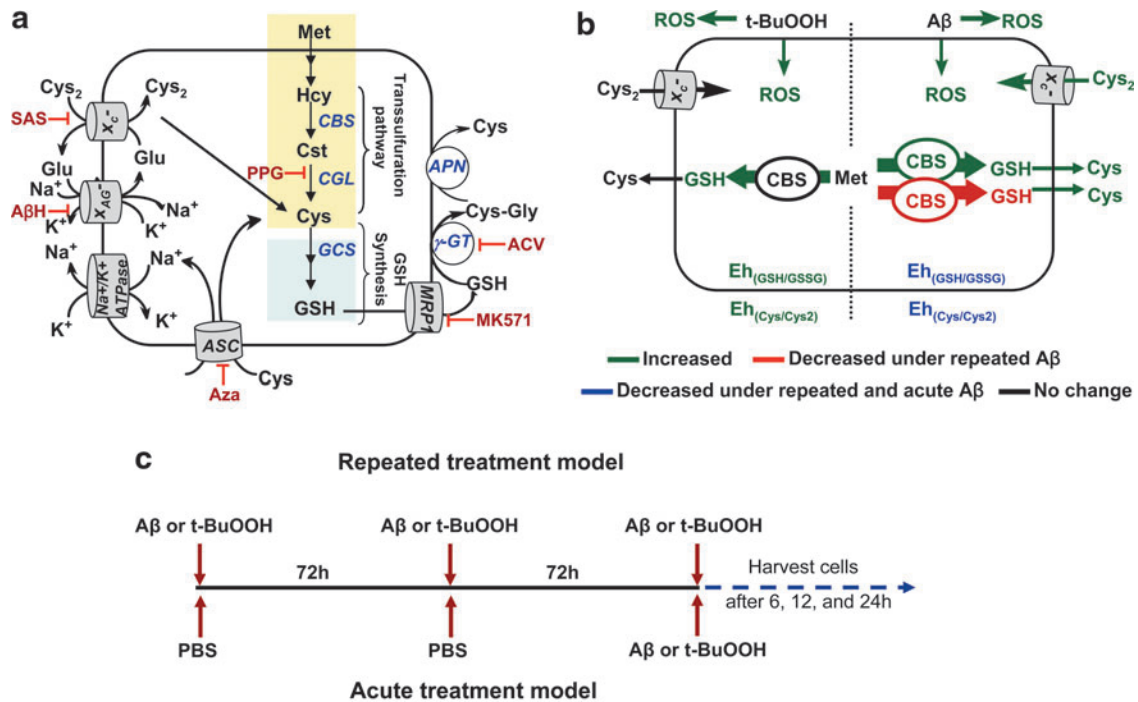 a
Met
Hcy
CBS
Cst
PPG
CGL
Cys
GCS
GSH
Transsulfuration
pathway
GSH
Synthesis
Cys₂
Cys₂
SAS
Xc⁻
Glu
Glu
Na⁺
AβH
X_AG⁻
K⁺
Na⁺
K⁺
Na⁺
Na⁺
Na+/K+
ATPase
K⁺
K⁺
ASC
Cys
Aza
Cys
APN
Cys-Gly
γ-GT
ACV
GSH
MRP1
MK571
b
ROS
t-BuOOH
Aβ
ROS
Cys₂
Xc⁻
ROS
ROS
Xc⁻
Cys₂
Cys
GSH
CBS
Met
CBS
GSH
Cys
CBS
GSH
Cys
Eh(GSH/GSSG)
Eh(GSH/GSSG)
Eh(Cys/Cys2)
Eh(Cys/Cys2)
Increased
Decreased under repeated Aβ
Decreased under repeated and acute Aβ
No change
c
Repeated treatment model
Aβ or t-BuOOH
Aβ or t-BuOOH
Aβ or t-BuOOH
72h
72h
Harvest cells
after 6, 12, and 24h
PBS
PBS
Aβ or t-BuOOH
Acute treatment model